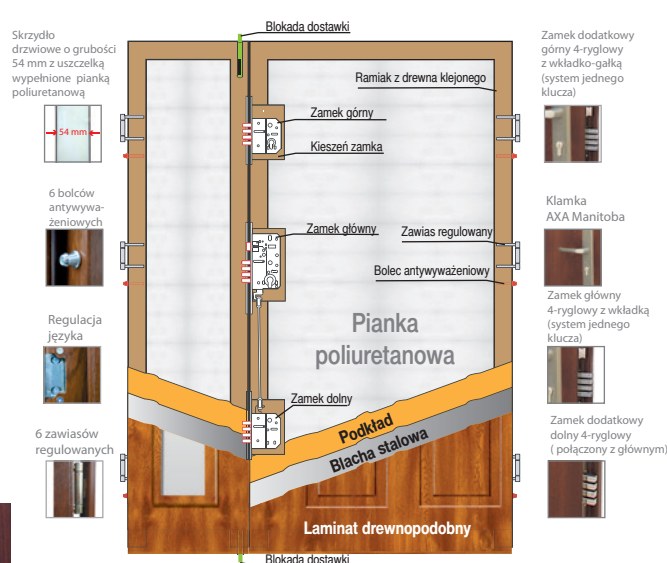 Skrzydło
drzwiowe o grubości
54 mm z uszczelką
wypełnione pianką
poliuretanową
54 mm
6 bolców
antywywa-
żeniowych
Regulacja
języka
6 zawiasów
regulowanych
Blokada dostawki
Ramiak z drewna klejonego
Zamek górny
Kieszeń zamka
Zamek główny
Zawias regulowany
Bolec antywyważeniowy
Pianka
poliuretanowa
Zamek dolny
Podkład
Blacha stalowa
Laminat drewnopodobny
Blokada dostawki
Zamek dodatkowy
górny 4-ryglowy
z wkładko-gałką
(system jednego
klucza)
Klamka
AXA Manitoba
Zamek główny
4-ryglowy z wkładką
(system jednego
klucza)
Zamek dodatkowy
dolny 4-ryglowy
( połączony z głównym)